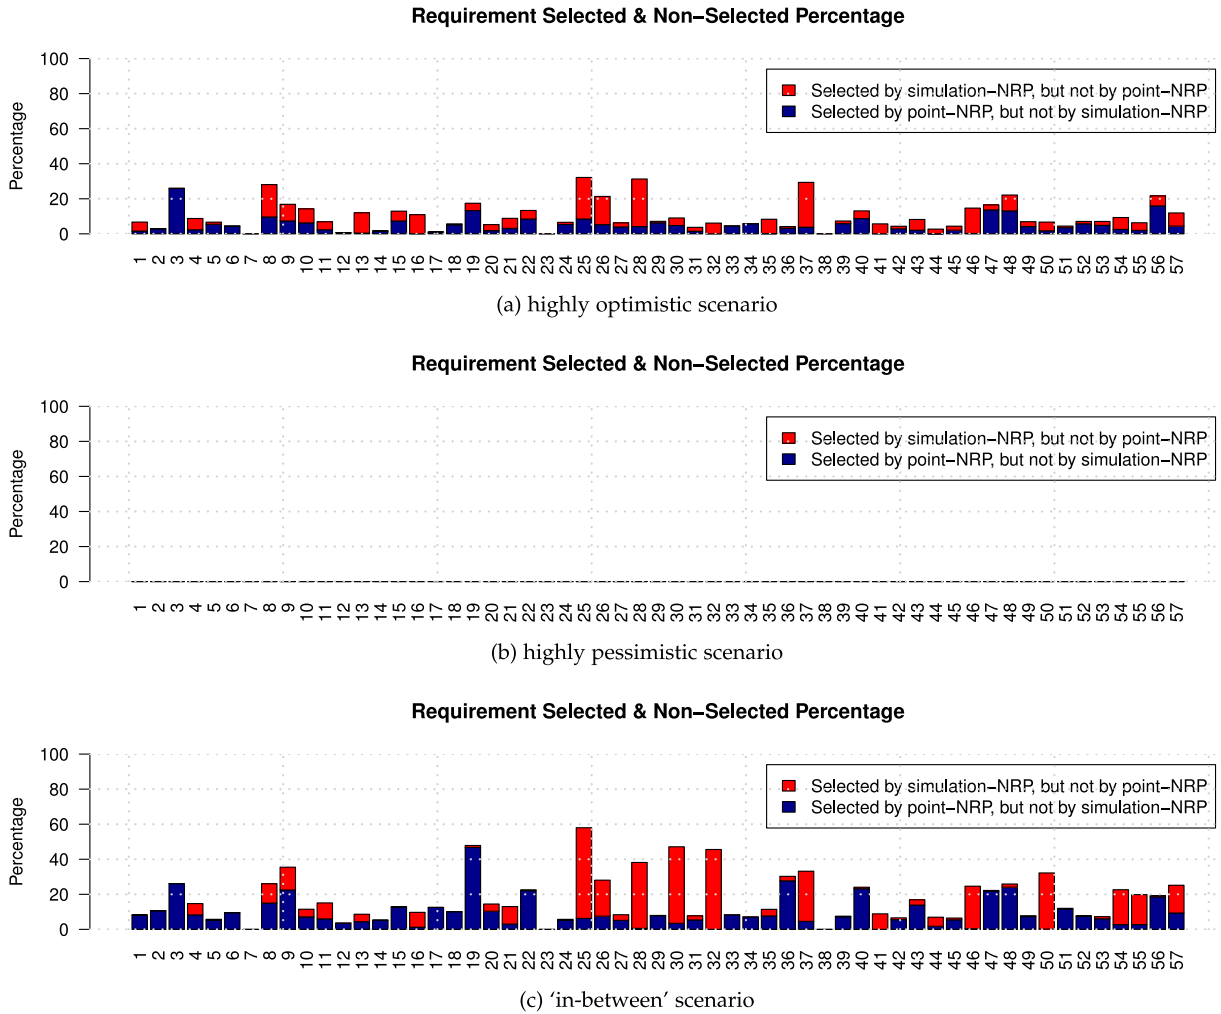 Requirement Selected & Non−Selected Percentage
Percentage
100
80
60
40
20
0
Selected by simulation−NRP, but not by point−NRP
Selected by point−NRP, but not by simulation−NRP
1 2 3 4 5 6 7 8 9 10 11 12 13 14 15 16 17 18 19 20 21 22 23 24 25 26 27 28 29 30 31 32 33 34 35 36 37 38 39 40 41 42 43 44 45 46 47 48 49 50 51 52 53 54 55 56 57
(a) highly optimistic scenario
Requirement Selected & Non−Selected Percentage
Percentage
100
80
60
40
20
0
Selected by simulation−NRP, but not by point−NRP
Selected by point−NRP, but not by simulation−NRP
1 2 3 4 5 6 7 8 9 10 11 12 13 14 15 16 17 18 19 20 21 22 23 24 25 26 27 28 29 30 31 32 33 34 35 36 37 38 39 40 41 42 43 44 45 46 47 48 49 50 51 52 53 54 55 56 57
(b) highly pessimistic scenario
Requirement Selected & Non−Selected Percentage
Percentage
100
80
60
40
20
0
Selected by simulation−NRP, but not by point−NRP
Selected by point−NRP, but not by simulation−NRP
1 2 3 4 5 6 7 8 9 10 11 12 13 14 15 16 17 18 19 20 21 22 23 24 25 26 27 28 29 30 31 32 33 34 35 36 37 38 39 40 41 42 43 44 45 46 47 48 49 50 51 52 53 54 55 56 57
(c) ‘in-between’ scenario